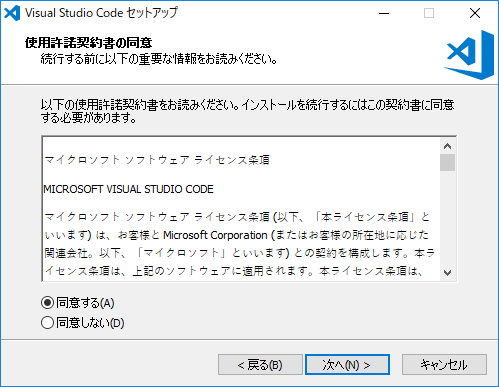 Visual Studio Code セットアップ
使用許諾契約書の同意
続行する前に以下の重要な情報をお読みください。
以下の使用許諾契約書をお読みください。インストールを続行するにはこの契約書に同意
する必要があります。
マイクロソフト ソフトウェア ライセンス条項
MICROSOFT VISUAL STUDIO CODE
マイクロソフト ソフトウェア ライセンス条項 (以下、「本ライセンス条項」と
いいます) は、お客様と Microsoft Corporation (またはお客様の所在地に応じた
関連会社。以下、「マイクロソフト」といいます) との契約を構成します。本ラ
イセンス条項は、上記のソフトウェアに適用されます。本ライセンス条項は、
同意する(A)
同意しない(D)
< 戻る(B)
次へ(N) >
キャンセル